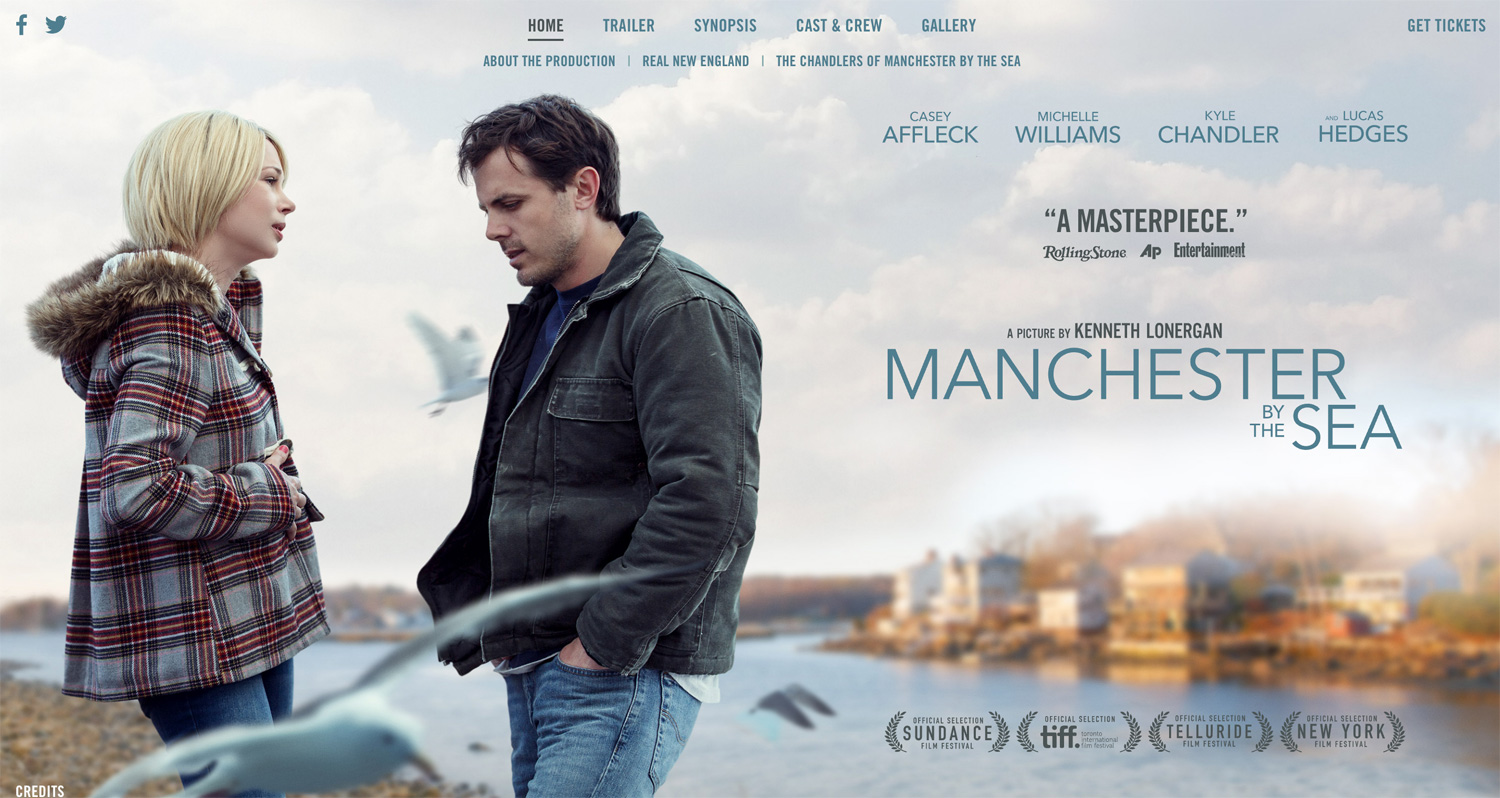 HOME TRAILER SYNOPSIS CAST & CREW GALLERY GET TICKETS
ABOUT THE PRODUCTION | REAL NEW ENGLAND | THE CHANDLERS OF MANCHESTER BY THE SEA
CASEY AFFLECK
MICHELLE WILLIAMS
KYLE CHANDLER
AND LUCAS HEDGES
“A MASTERPIECE.”
RollingStone AP Entertainment
A PICTURE BY KENNETH LONERGAN
MANCHESTER
BY THE SEA
OFFICIAL SELECTION
SUNDANCE
FILM FESTIVAL
OFFICIAL SELECTION
tiff. toronto international film festival
OFFICIAL SELECTION
TELLURIDE
FILM FESTIVAL
OFFICIAL SELECTION
NEW YORK
FILM FESTIVAL
CREDITS